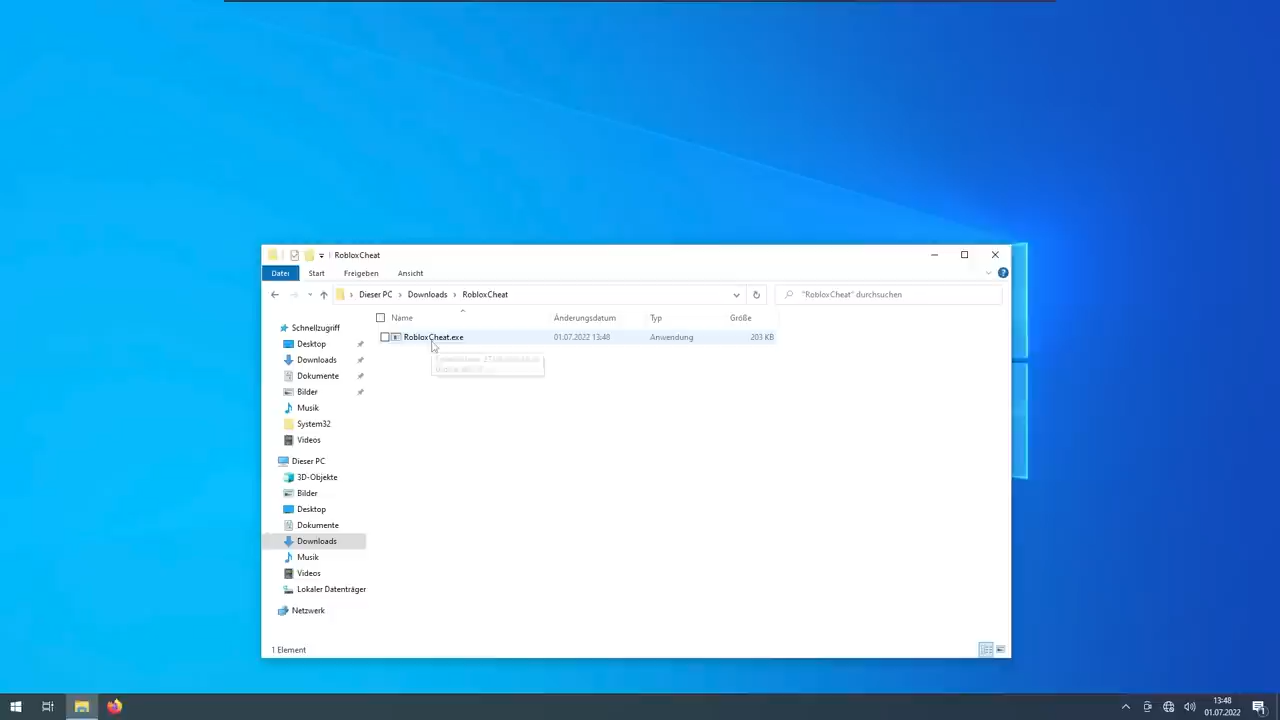 RobloxCheat
Datei Start Freigeben Ansicht
Dieser PC Downloads RobloxCheat "RobloxCheat" durchsuchen
Name Änderungsdatum Typ Größe
RobloxCheat.exe 01.07.2022 13:48 Anwendung 203 KB
Schnellzugriff
Desktop
Downloads
Dokumente
Bilder
Musik
System32
Videos
Dieser PC
3D-Objekte
Bilder
Desktop
Dokumente
Downloads
Musik
Videos
Lokaler Datenträger
Netzwerk
1 Element
13:48
01.07.2022